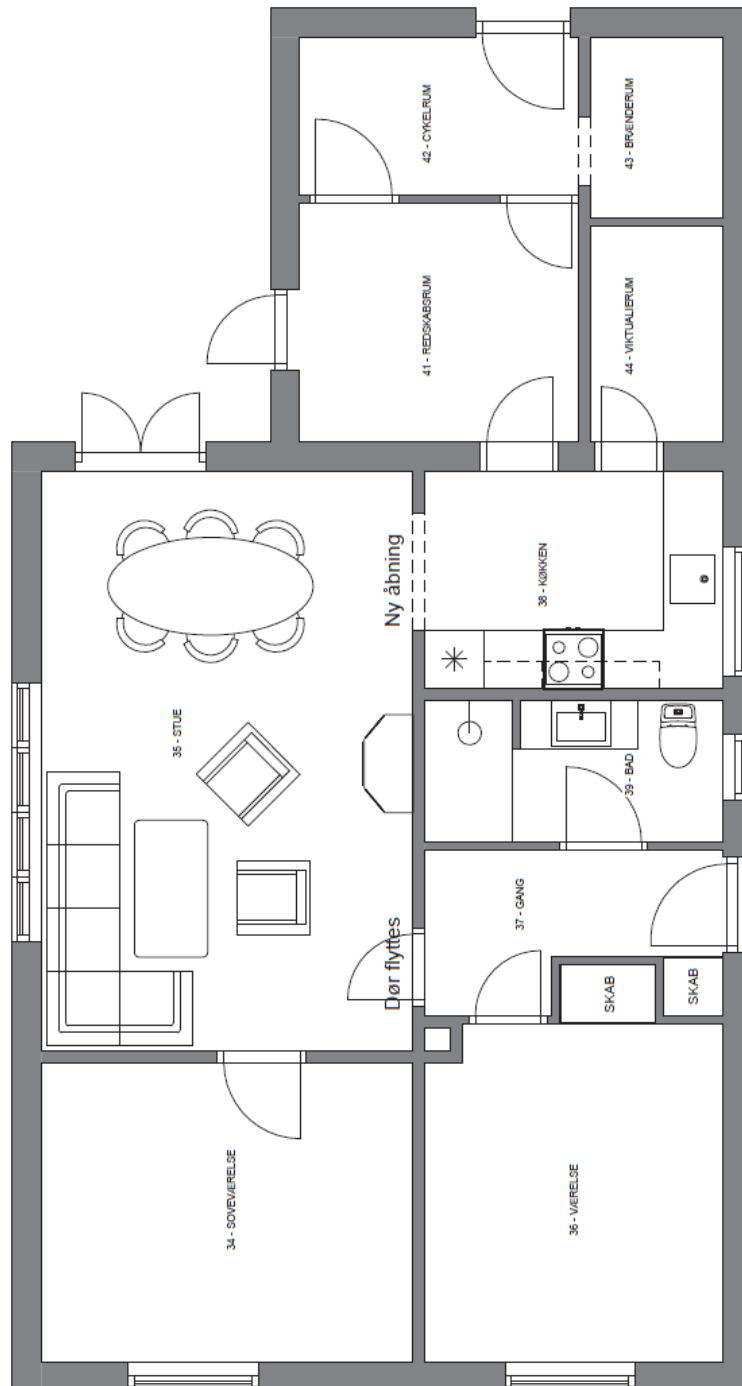 42 - CYKELRUM
43 - BRÆNDERUM
41 - REDSKABSRUM
44 - VIKTUALIERUM
Ny åbning
38 - KØKKEN
35 - STUE
39 - BAD
37 - GANG
Dør flyttes
SKAB
SKAB
34 - SOVEVÆRELSE
36 - VÆRELSE